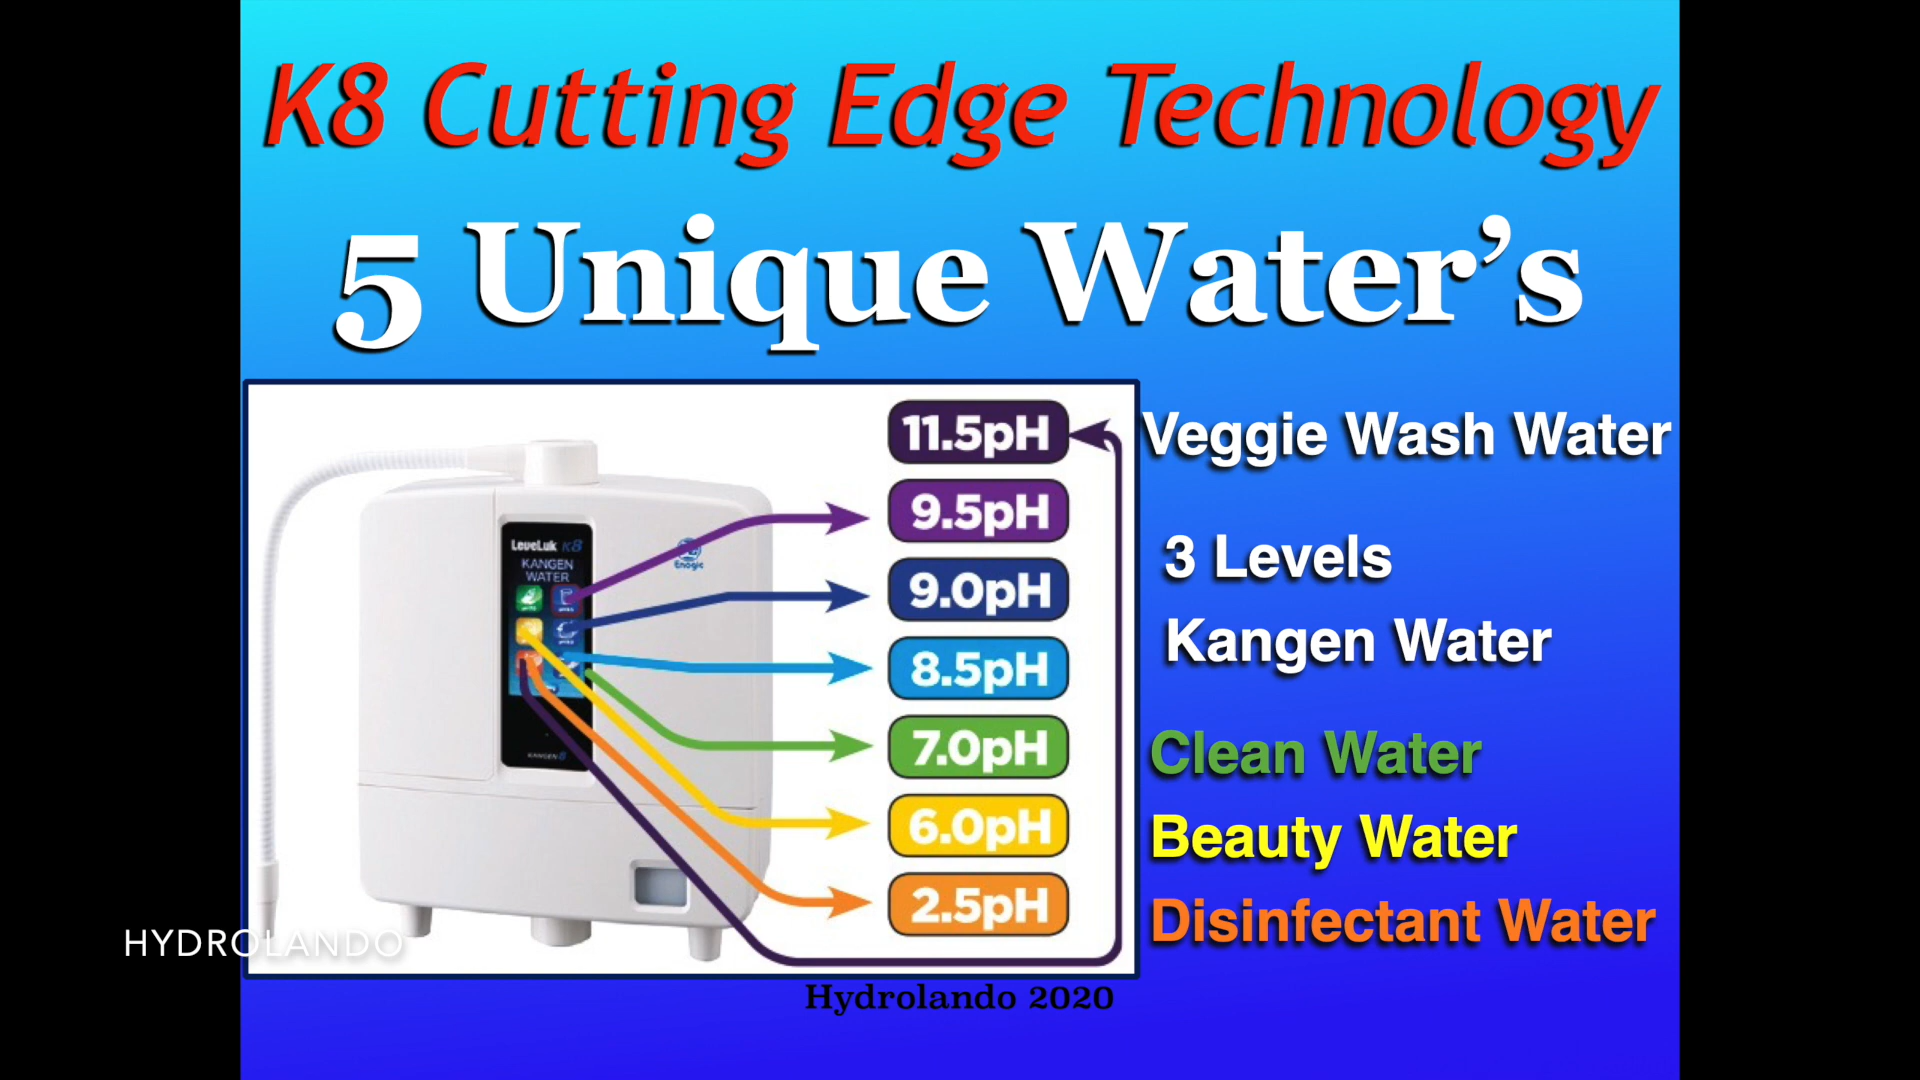 K8 Cutting Edge Technology
5 Unique Water’s
11.5pH
Veggie Wash Water
9.5pH
9.0pH
8.5pH
7.0pH
6.0pH
2.5pH
3 Levels
Kangen Water
Clean Water
Beauty Water
Disinfectant Water
LeveLuk K8
KANGEN
WATER
Enagic
KANGEN8
HYDROLANDO
Hydrolando 2020